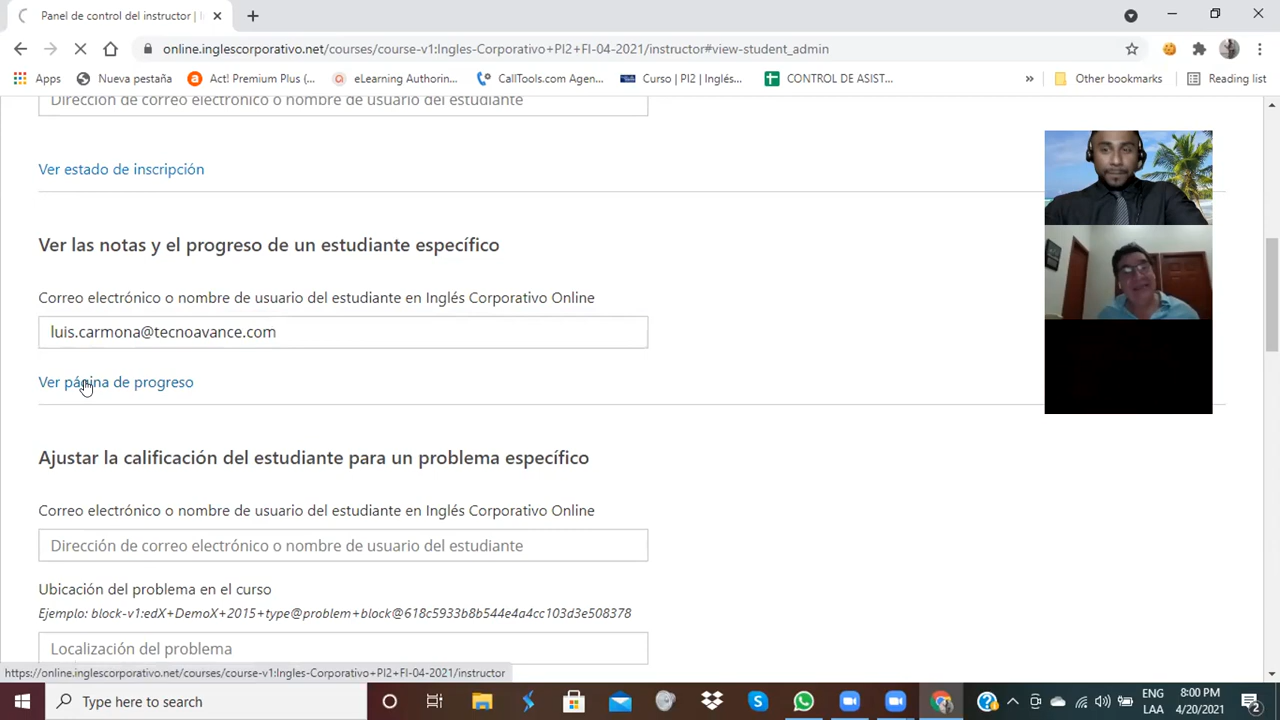 Panel de control del instructor |
online.inglescorporativo.net/courses/course-v1:Ingles-Corporativo+PI2+FI-04-2021/instructor#view-student_admin
Apps Nueva pestaña Act! Premium Plus (... eLearning Authorin... CallTools.com Agen... Curso | PI2 | Inglés... CONTROL DE ASIST... » Other bookmarks Reading list
Dirección de correo electrónico o nombre de usuario del estudiante
Ver estado de inscripción
Ver las notas y el progreso de un estudiante específico
Correo electrónico o nombre de usuario del estudiante en Inglés Corporativo Online
luis.carmona@tecnoavance.com
Ver página de progreso
Ajustar la calificación del estudiante para un problema específico
Correo electrónico o nombre de usuario del estudiante en Inglés Corporativo Online
Dirección de correo electrónico o nombre de usuario del estudiante
Ubicación del problema en el curso
Ejemplo: block-v1:edX+DemoX+2015+type@problem+block@618c5933b8b544e4a4cc103d3e508378
Localización del problema
https://online.inglescorporativo.net/courses/course-v1:Ingles-Corporativo+PI2+FI-04-2021/instructor
Type here to search
ENG 8:00 PM
LAA 4/20/2021
2